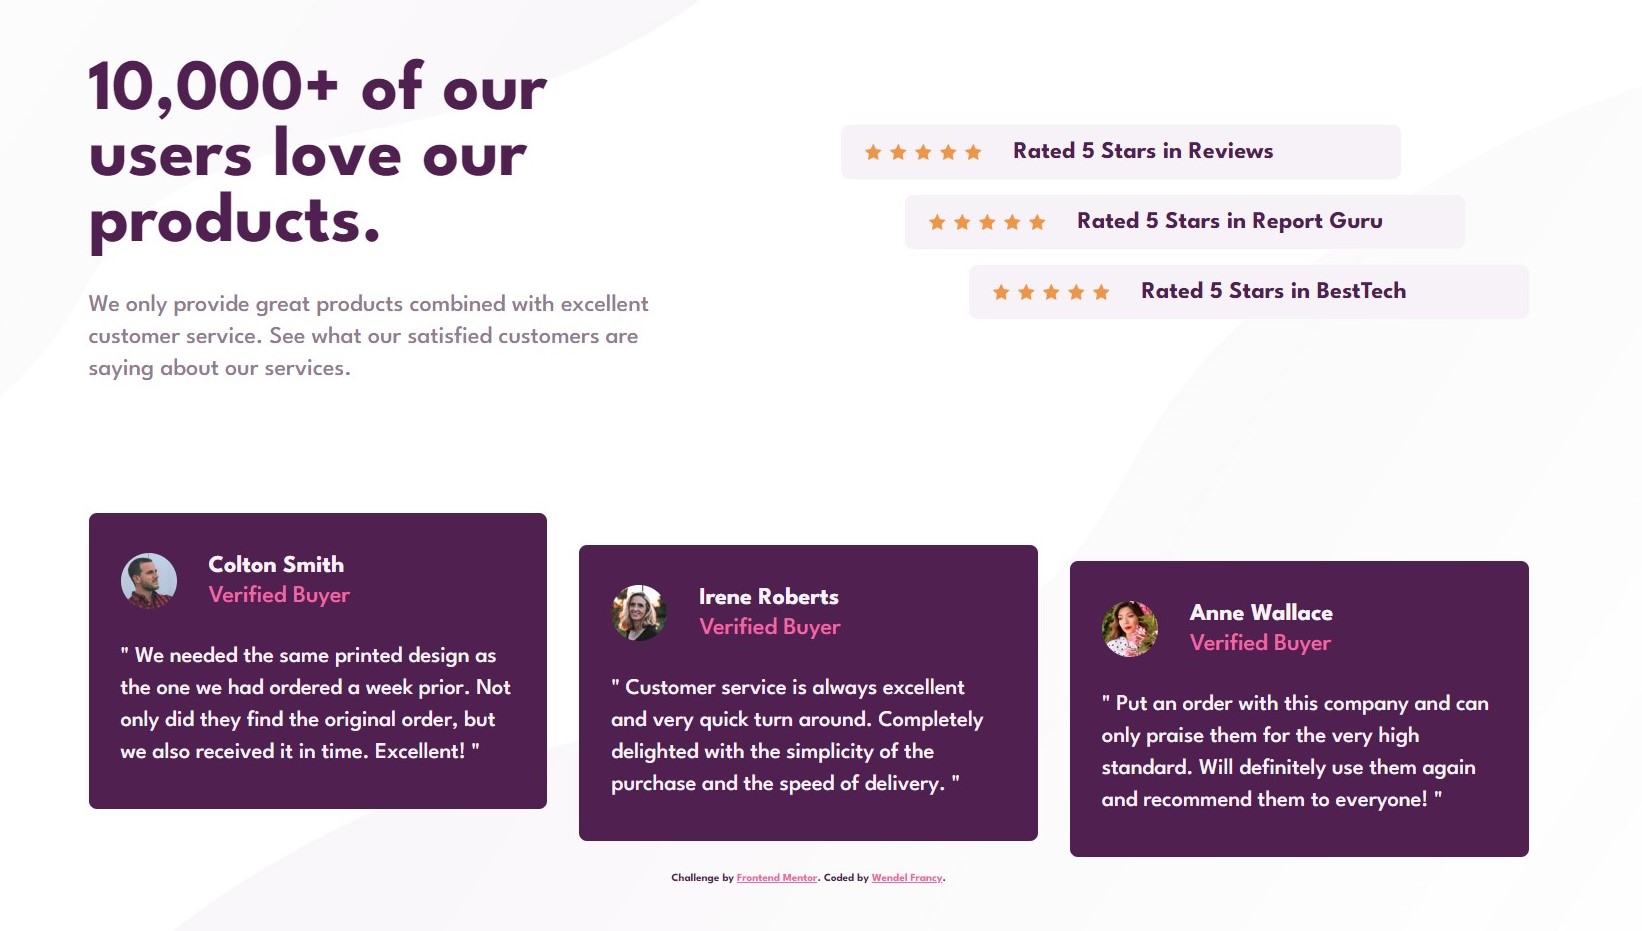 10,000+ of our
users love our
products.
We only provide great products combined with excellent
customer service. See what our satisfied customers are
saying about our services.
Rated 5 Stars in Reviews
Rated 5 Stars in Report Guru
Rated 5 Stars in BestTech
Colton Smith
Verified Buyer
" We needed the same printed design as
the one we had ordered a week prior. Not
only did they find the original order, but
we also received it in time. Excellent! "
Irene Roberts
Verified Buyer
" Customer service is always excellent
and very quick turn around. Completely
delighted with the simplicity of the
purchase and the speed of delivery. "
Anne Wallace
Verified Buyer
" Put an order with this company and can
only praise them for the very high
standard. Will definitely use them again
and recommend them to everyone! "
Challenge by Frontend Mentor. Coded by Wendel Francy.